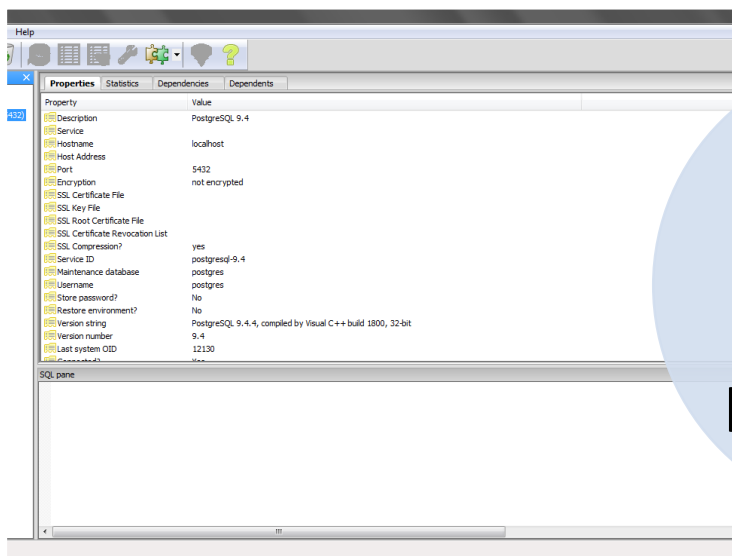 Help
Properties Statistics Dependencies Dependents
Property Value
432)
Description PostgreSQL 9.4
Service
Hostname localhost
Host Address
Port 5432
Encryption not encrypted
SSL Certificate File
SSL Key File
SSL Root Certificate File
SSL Certificate Revocation List
SSL Compression? yes
Service ID postgresql-9.4
Maintenance database postgres
Username postgres
Store password? No
Restore environment? No
Version string PostgreSQL 9.4.4, compiled by Visual C++ build 1800, 32-bit
Version number 9.4
Last system OID 12130
Connected? Yes
SQL pane